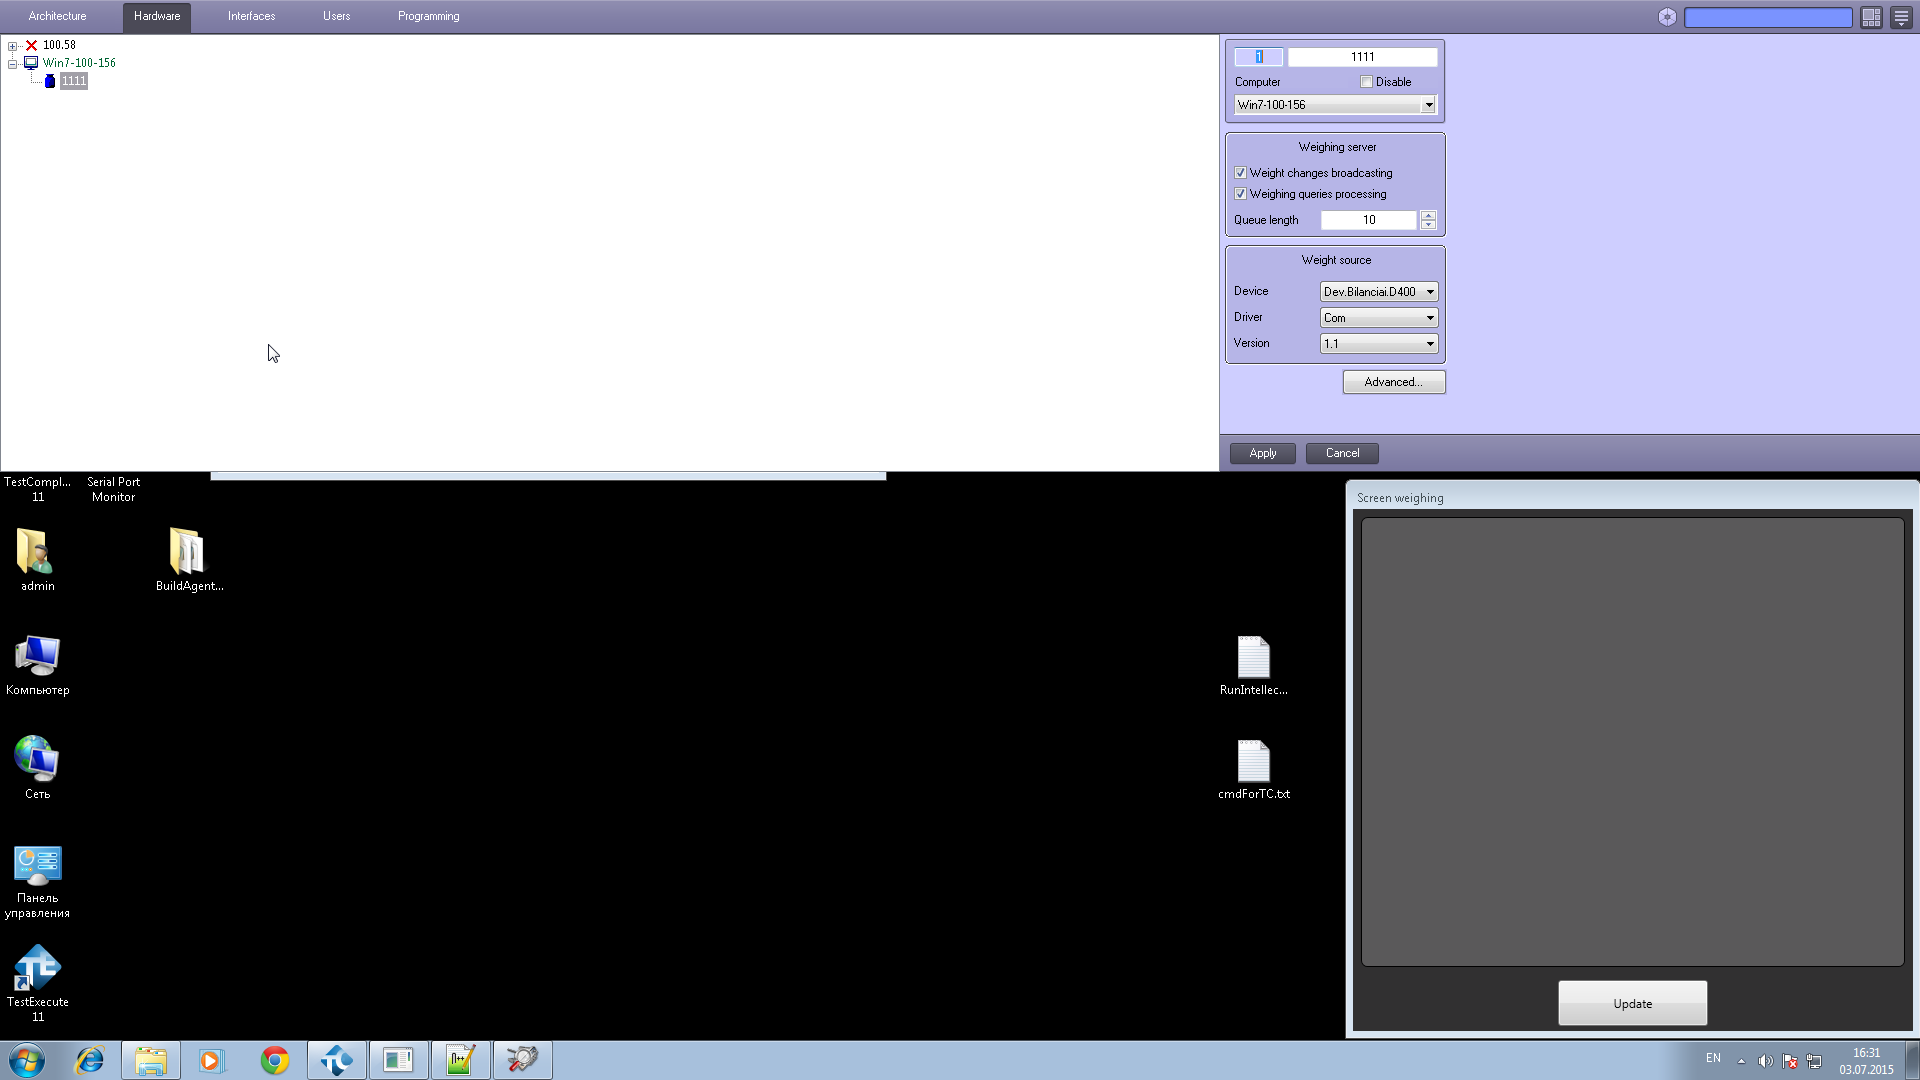 Architecture
Hardware
Interfaces
Users
Programming
100.58
Win7-100-156
1111
1
1111
Computer
Disable
Win7-100-156
Weighing server
Weight changes broadcasting
Weighing queries processing
Queue length
10
Weight source
Device
Dev.Bilanciai.D400
Driver
Com
Version
1.1
Advanced...
Apply
Cancel
TestCompl...
11
Serial Port
Monitor
Screen weighing
admin
BuildAgent...
Компьютер
RunIntellec...
Сеть
cmdForTC.txt
Панель
управления
TestExecute
11
Update
EN
16:31
03.07.2015